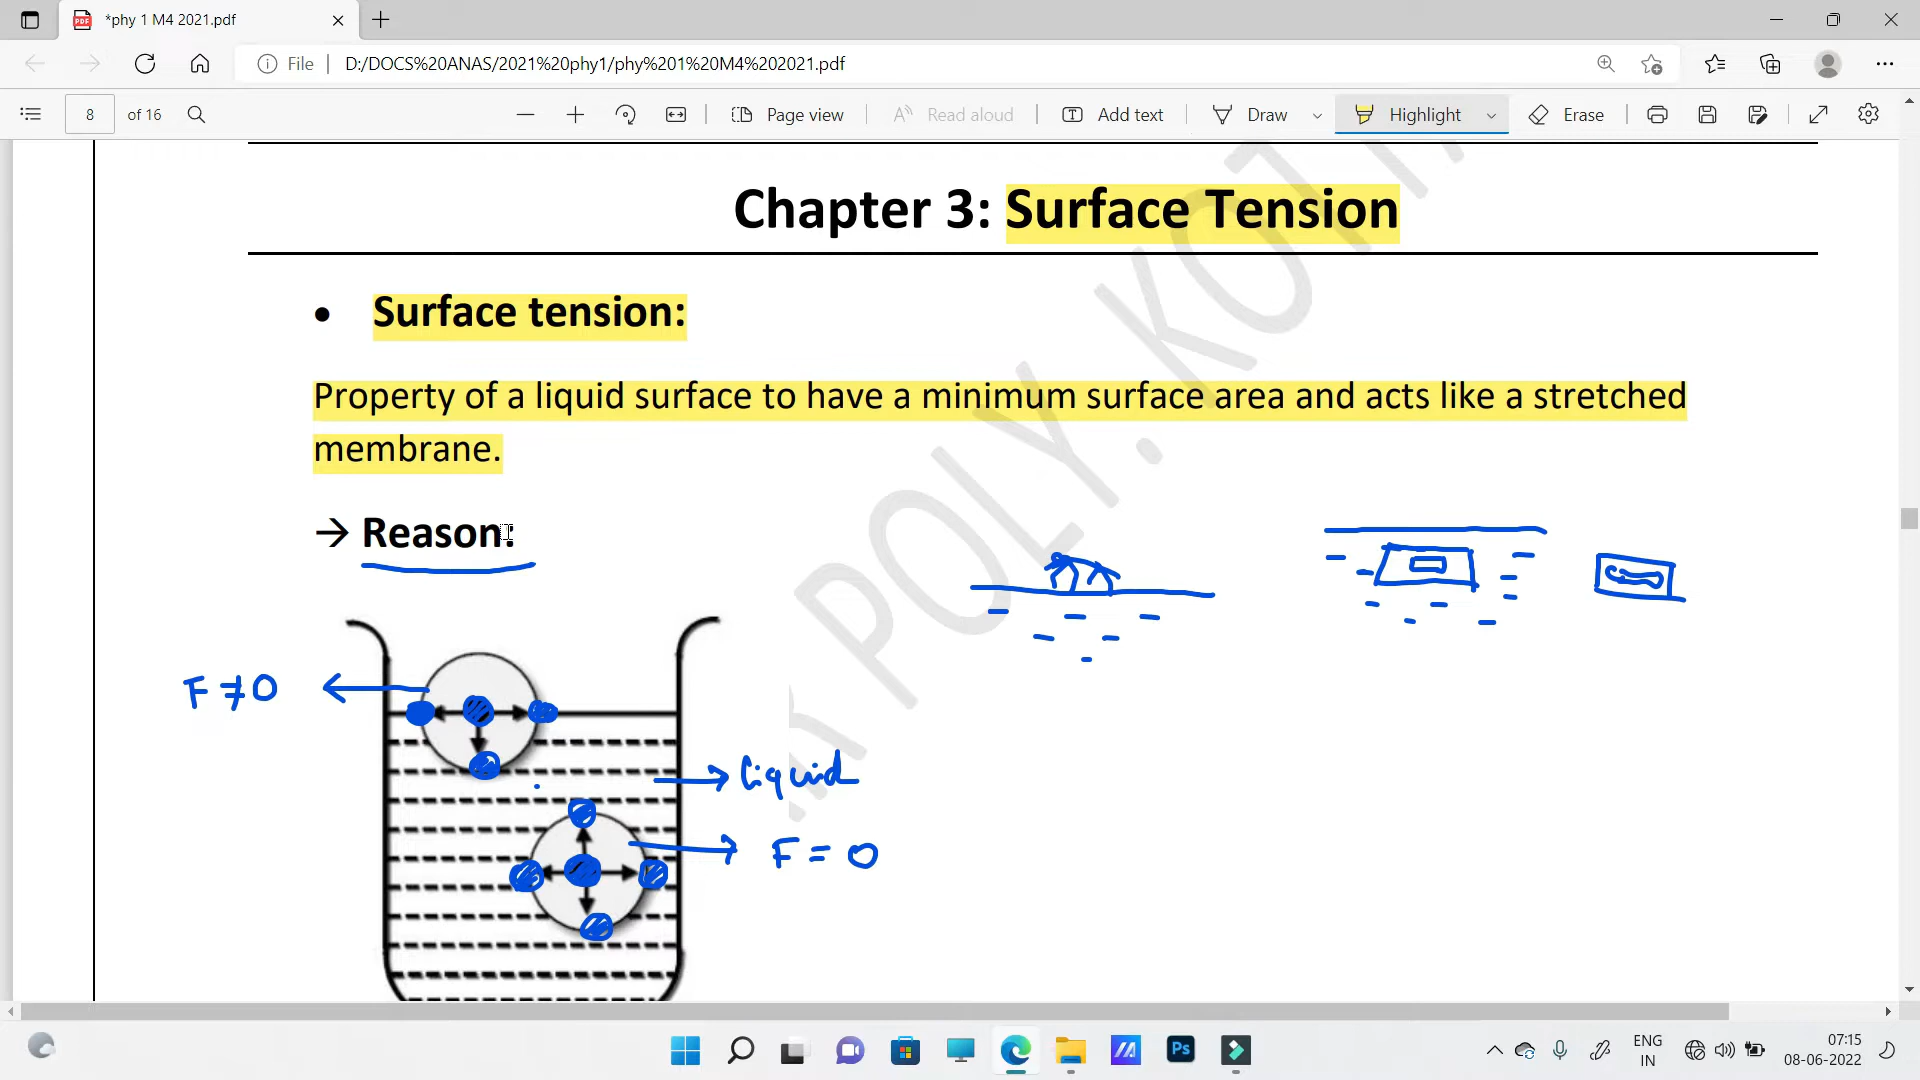 *phy 1 M4 2021.pdf
File
D:/DOCS%20ANAS/2021%20phy1/phy%201%20M4%202021.pdf
8 of 16
Page view
Read aloud
Add text
Draw
Highlight
Erase
Chapter 3: Surface Tension
• Surface tension:
Property of a liquid surface to have a minimum surface area and acts like a stretched
membrane.
→ Reason:
F ≠ 0
liquid
F = 0
POLY. KOT
Ps
ENG
IN
07:15
08-06-2022